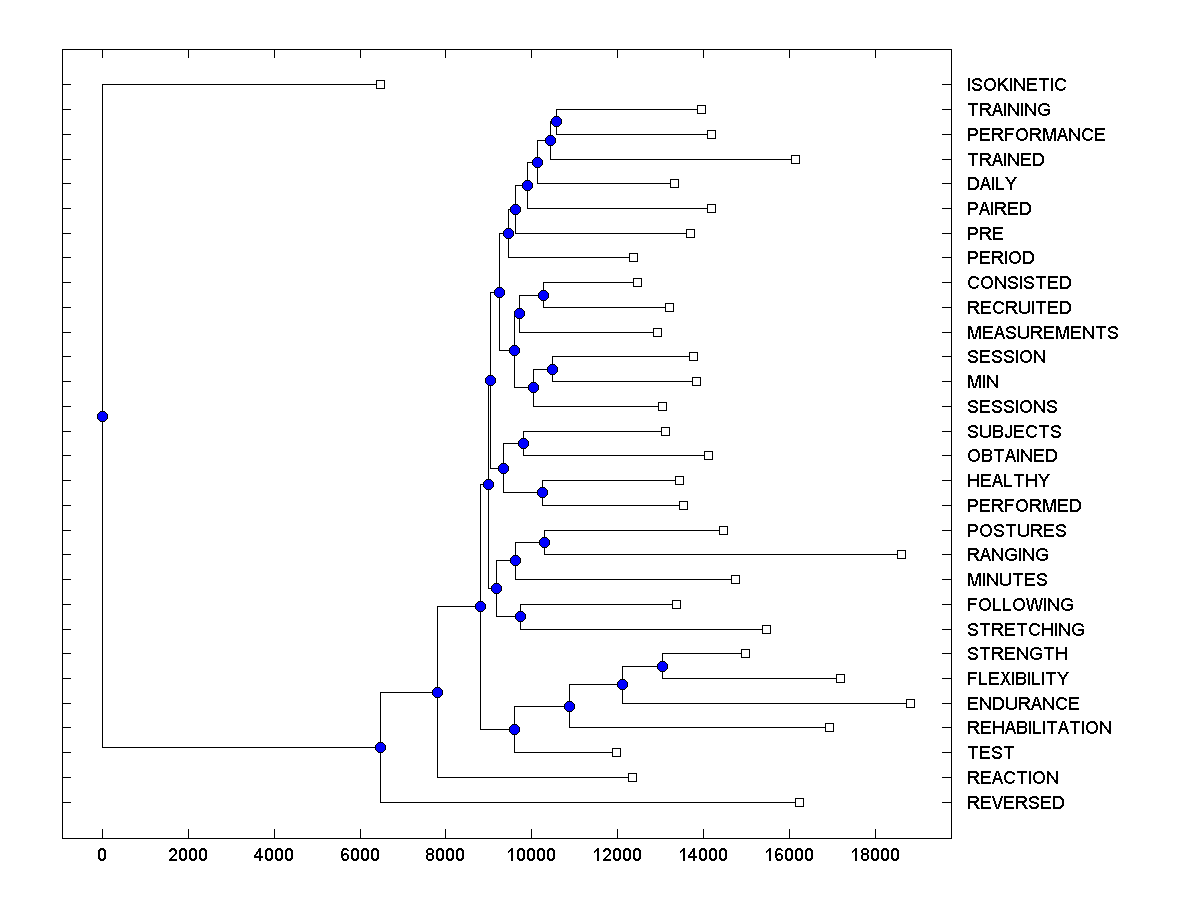 ISOKINETIC
TRAINING
PERFORMANCE
TRAINED
DAILY
PAIRED
PRE
PERIOD
CONSISTED
RECRUITED
MEASUREMENTS
SESSION
MIN
SESSIONS
SUBJECTS
OBTAINED
HEALTHY
PERFORMED
POSTURES
RANGING
MINUTES
FOLLOWING
STRETCHING
STRENGTH
FLEXIBILITY
ENDURANCE
REHABILITATION
TEST
REACTION
REVERSED
0 2000 4000 6000 8000 10000 12000 14000 16000 18000